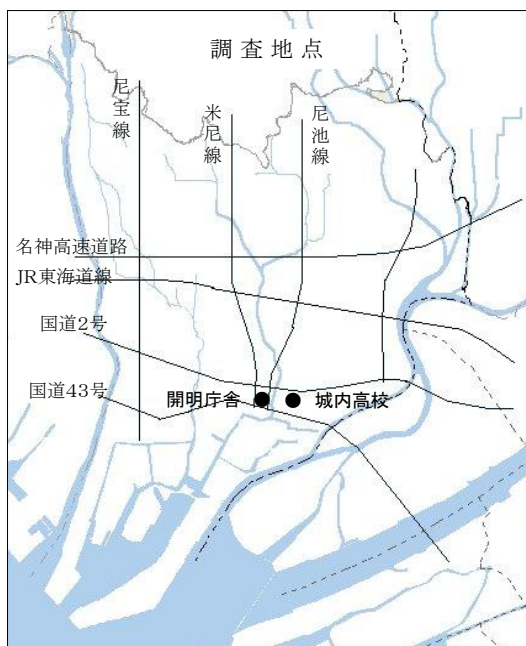 調査地点
尼宝線
米尼線
尼池線
名神高速道路
JR東海道線
国道2号
国道43号
開明庁舎
城内高校